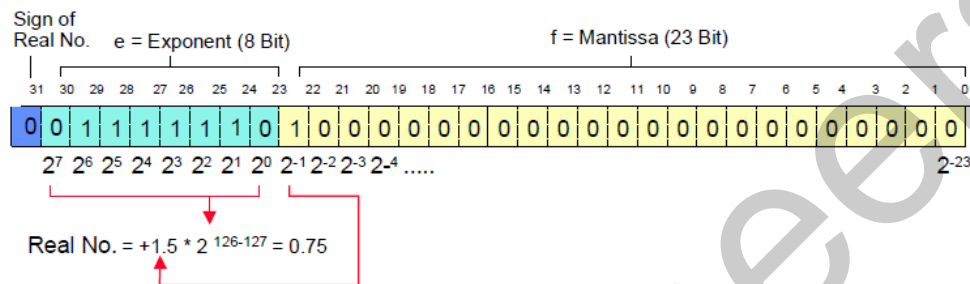 Sign of
Real No. e = Exponent (8 Bit) f = Mantissa (23 Bit)
31 30 29 28 27 26 25 24 23 22 21 20 19 18 17 16 15 14 13 12 11 10 9 8 7 6 5 4 3 2 1 0
0 0 1 1 1 1 1 1 0 1 0 0 0 0 0 0 0 0 0 0 0 0 0 0 0 0 0 0 0 0 0 0
2⁷ 2⁶ 2⁵ 2⁴ 2³ 2² 2¹ 2⁰ 2⁻¹ 2⁻² 2⁻³ 2⁻⁴ ..... 2⁻²³
Real No. = +1.5 * 2 ¹²⁶⁻¹²⁷ = 0.75